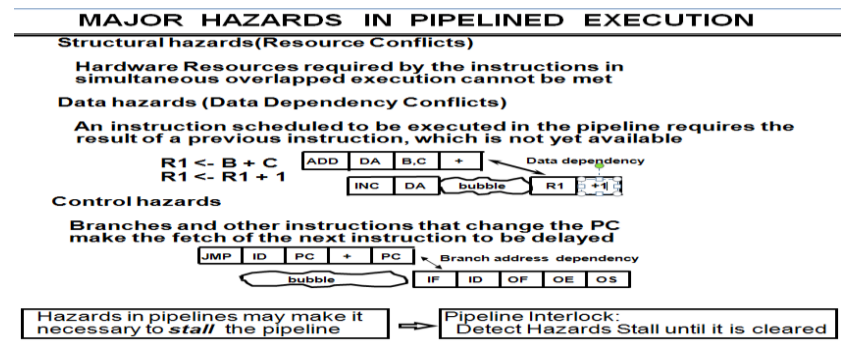 MAJOR HAZARDS IN PIPELINED EXECUTION
Structural hazards(Resource Conflicts)
Hardware Resources required by the instructions in
simultaneous overlapped execution cannot be met
Data hazards (Data Dependency Conflicts)
An instruction scheduled to be executed in the pipeline requires the
result of a previous instruction, which is not yet available
R1 <- B + C ADD DA B,C + Data dependency
R1 <- R1 + 1
INC DA bubble R1 +1
Control hazards
Branches and other instructions that change the PC
make the fetch of the next instruction to be delayed
JMP ID PC + PC Branch address dependency
bubble IF ID OF OE OS
Hazards in pipelines may make it
necessary to stall the pipeline
Pipeline Interlock:
Detect Hazards Stall until it is cleared